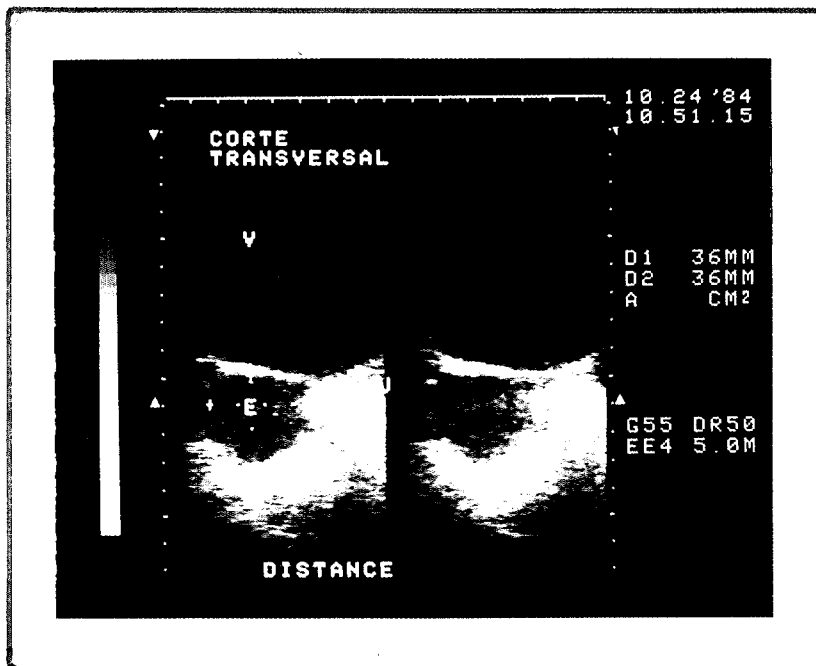 10.24'84
10.51.15
CORTE
TRANSVERSAL
V
D1 36MM
D2 36MM
A CM²
E
U
G55 DR50
EE4 5.0M
DISTANCE